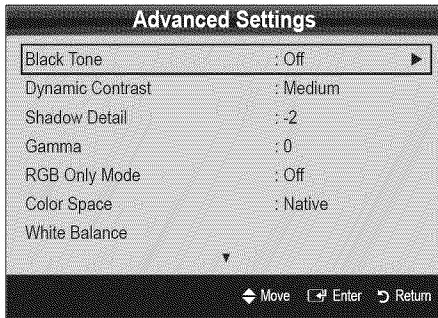 Advanced Settings
Black Tone : Off ▶
Dynamic Contrast : Medium
Shadow Detail : -2
Gamma : 0
RGB Only Mode : Off
Color Space : Native
White Balance
▼
Move Enter Return